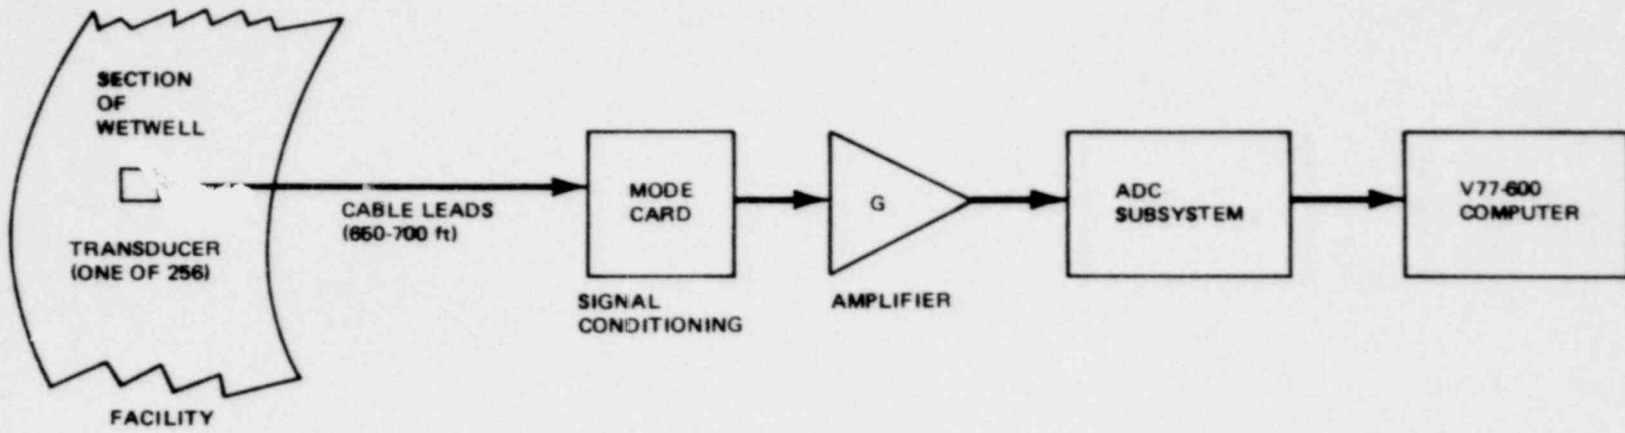 SECTION
OF
WETWELL
TRANSDUCER
(ONE OF 256)
FACILITY
CABLE LEADS
(650-700 ft)
MODE
CARD
SIGNAL
CONDITIONING
G
AMPLIFIER
ADC
SUBSYSTEM
V77-600
COMPUTER